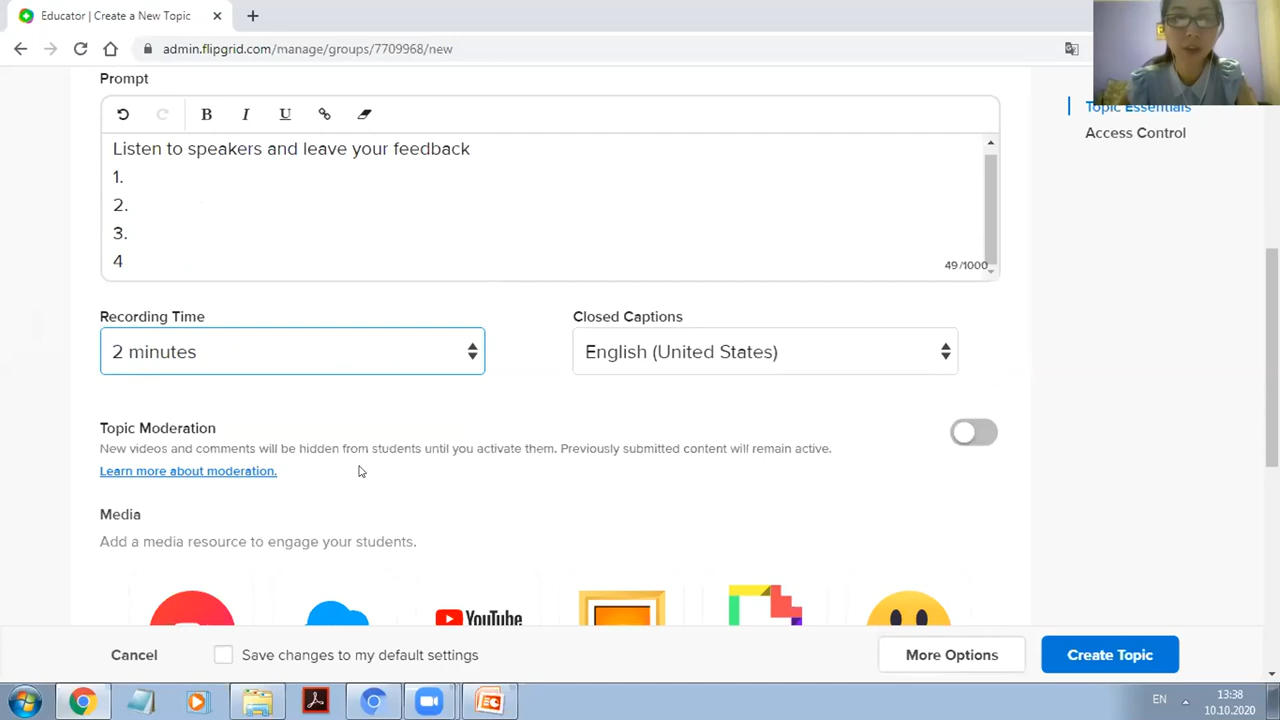 Educator | Create a New Topic
admin.flipgrid.com/manage/groups/7709968/new
Topic Essentials
Access Control
Prompt
B I U
Listen to speakers and leave your feedback
1.
2.
3.
4
49/1000
Recording Time
Closed Captions
2 minutes
English (United States)
Topic Moderation
New videos and comments will be hidden from students until you activate them. Previously submitted content will remain active.
Learn more about moderation.
Media
Add a media resource to engage your students.
YouTube
Cancel
Save changes to my default settings
More Options
Create Topic
EN
13:38
10.10.2020